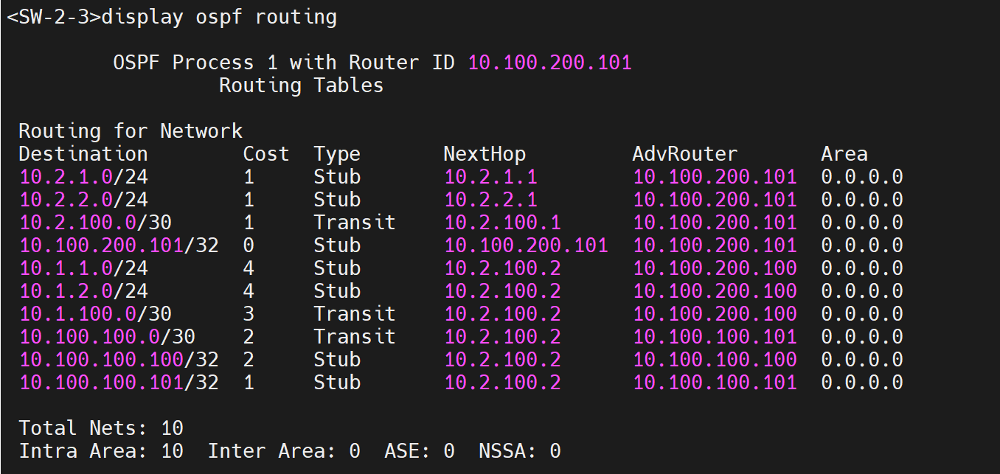 <SW-2-3>display ospf routing
OSPF Process 1 with Router ID 10.100.200.101
Routing Tables
Routing for Network
Destination Cost Type NextHop AdvRouter Area
10.2.1.0/24 1 Stub 10.2.1.1 10.100.200.101 0.0.0.0
10.2.2.0/24 1 Stub 10.2.2.1 10.100.200.101 0.0.0.0
10.2.100.0/30 1 Transit 10.2.100.1 10.100.200.101 0.0.0.0
10.100.200.101/32 0 Stub 10.100.200.101 10.100.200.101 0.0.0.0
10.1.1.0/24 4 Stub 10.2.100.2 10.100.200.100 0.0.0.0
10.1.2.0/24 4 Stub 10.2.100.2 10.100.200.100 0.0.0.0
10.1.100.0/30 3 Transit 10.2.100.2 10.100.200.100 0.0.0.0
10.100.100.0/30 2 Transit 10.2.100.2 10.100.100.101 0.0.0.0
10.100.100.100/32 2 Stub 10.2.100.2 10.100.100.100 0.0.0.0
10.100.100.101/32 1 Stub 10.2.100.2 10.100.100.101 0.0.0.0
Total Nets: 10
Intra Area: 10 Inter Area: 0 ASE: 0 NSSA: 0